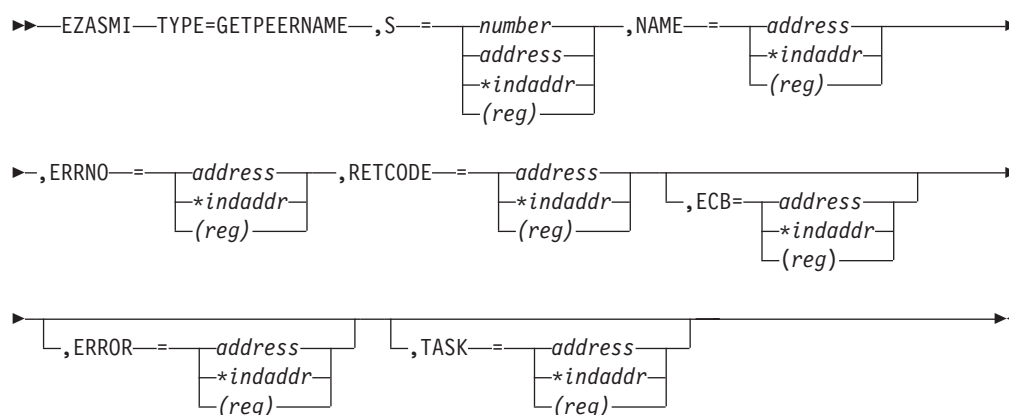 EZASMI TYPE=GETPEERNAME ,S = number ,NAME = address
address *indaddr
*indaddr (reg)
(reg)
,ERRNO = address ,RETCODE = address ,ECB= address
*indaddr *indaddr *indaddr
(reg) (reg) (reg)
,ERROR = address ,TASK = address
*indaddr *indaddr
(reg) (reg)